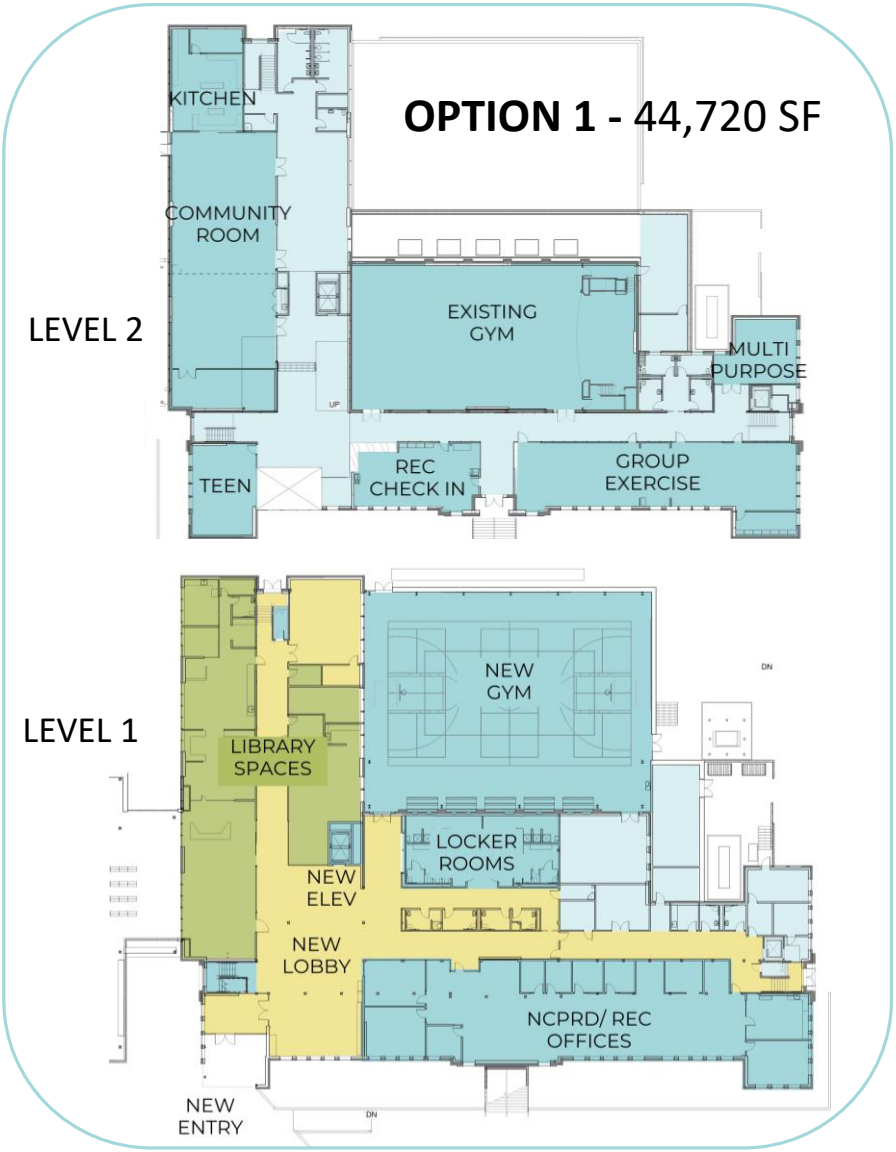 OPTION 1 - 44,720 SF
KITCHEN
COMMUNITY
ROOM
LEVEL 2
EXISTING
GYM
MULTI
PURPOSE
UP
TEEN
REC
CHECK IN
GROUP
EXERCISE
LEVEL 1
NEW
GYM
DN
LIBRARY
SPACES
LOCKER
ROOMS
NEW
ELEV
NEW
LOBBY
NCPRD/ REC
OFFICES
NEW
ENTRY
DN